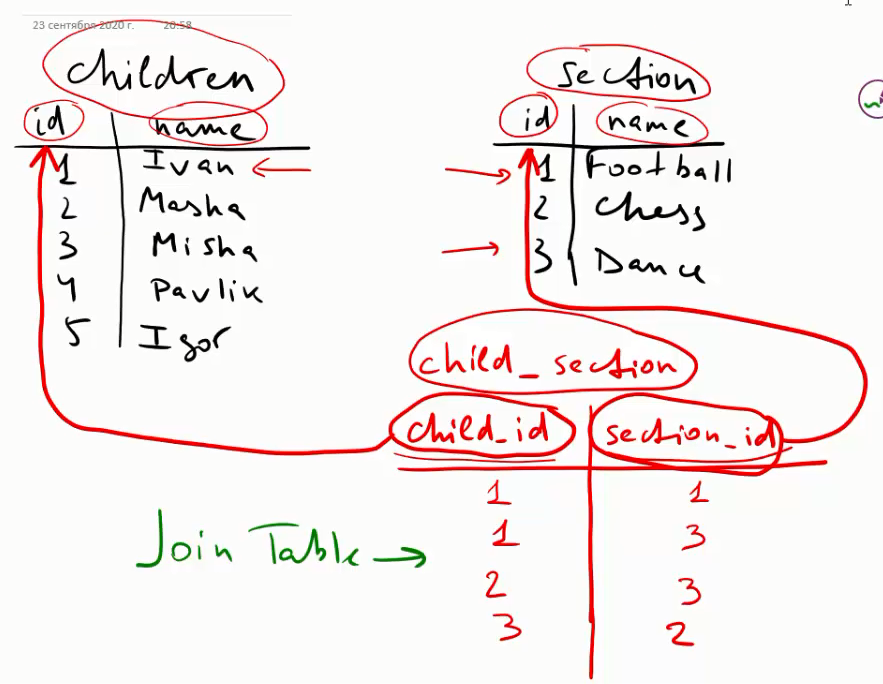 23 сентября 2020 г. 20:58
children
id name
1 Ivan
2 Masha
3 Misha
4 Pavlik
5 Igor
section
id name
1 Football
2 Chess
3 Dance
child_section
child_id section_id
1 1
1 3
2 3
3 2
Join Table